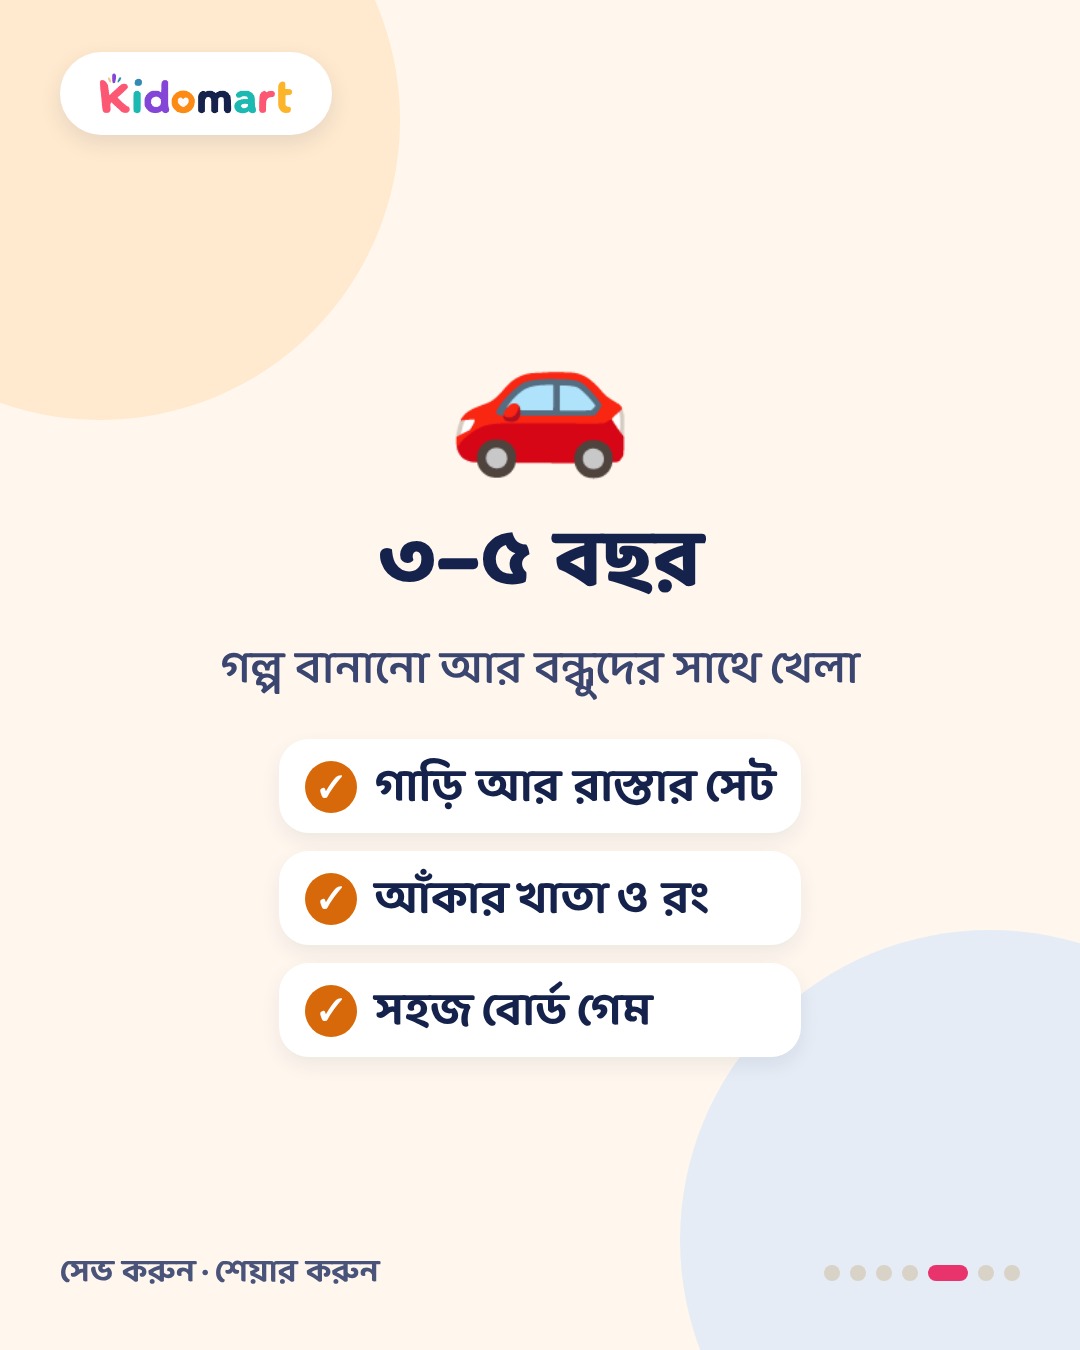 Kidomart
৩–৫ বছর
গল্প বানানো আর বন্ধুদের সাথে খেলা
✓ গাড়ি আর রাস্তার সেট
✓ আঁকার খাতা ও রং
✓ সহজ বোর্ড গেম
সেভ করুন · শেয়ার করুন